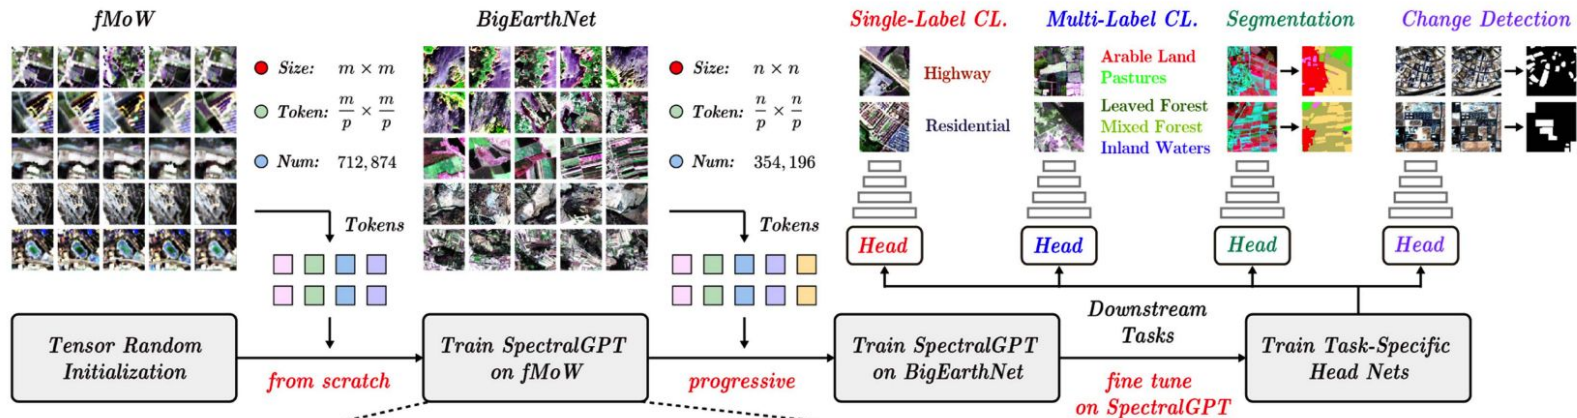 fMoW
Size: m × m
Token: m/p × m/p
Num: 712,874
Tokens
BigEarthNet
Size: n × n
Token: n/p × n/p
Num: 354,196
Tokens
Single-Label CL.
Highway
Residential
Head
Multi-Label CL.
Arable Land
Pastures
Leaved Forest
Mixed Forest
Inland Waters
Head
Segmentation
Head
Change Detection
Head
Tensor Random
Initialization
from scratch
Train SpectralGPT
on fMoW
progressive
Train SpectralGPT
on BigEarthNet
Downstream
Tasks
fine tune
on SpectralGPT
Train Task-Specific
Head Nets